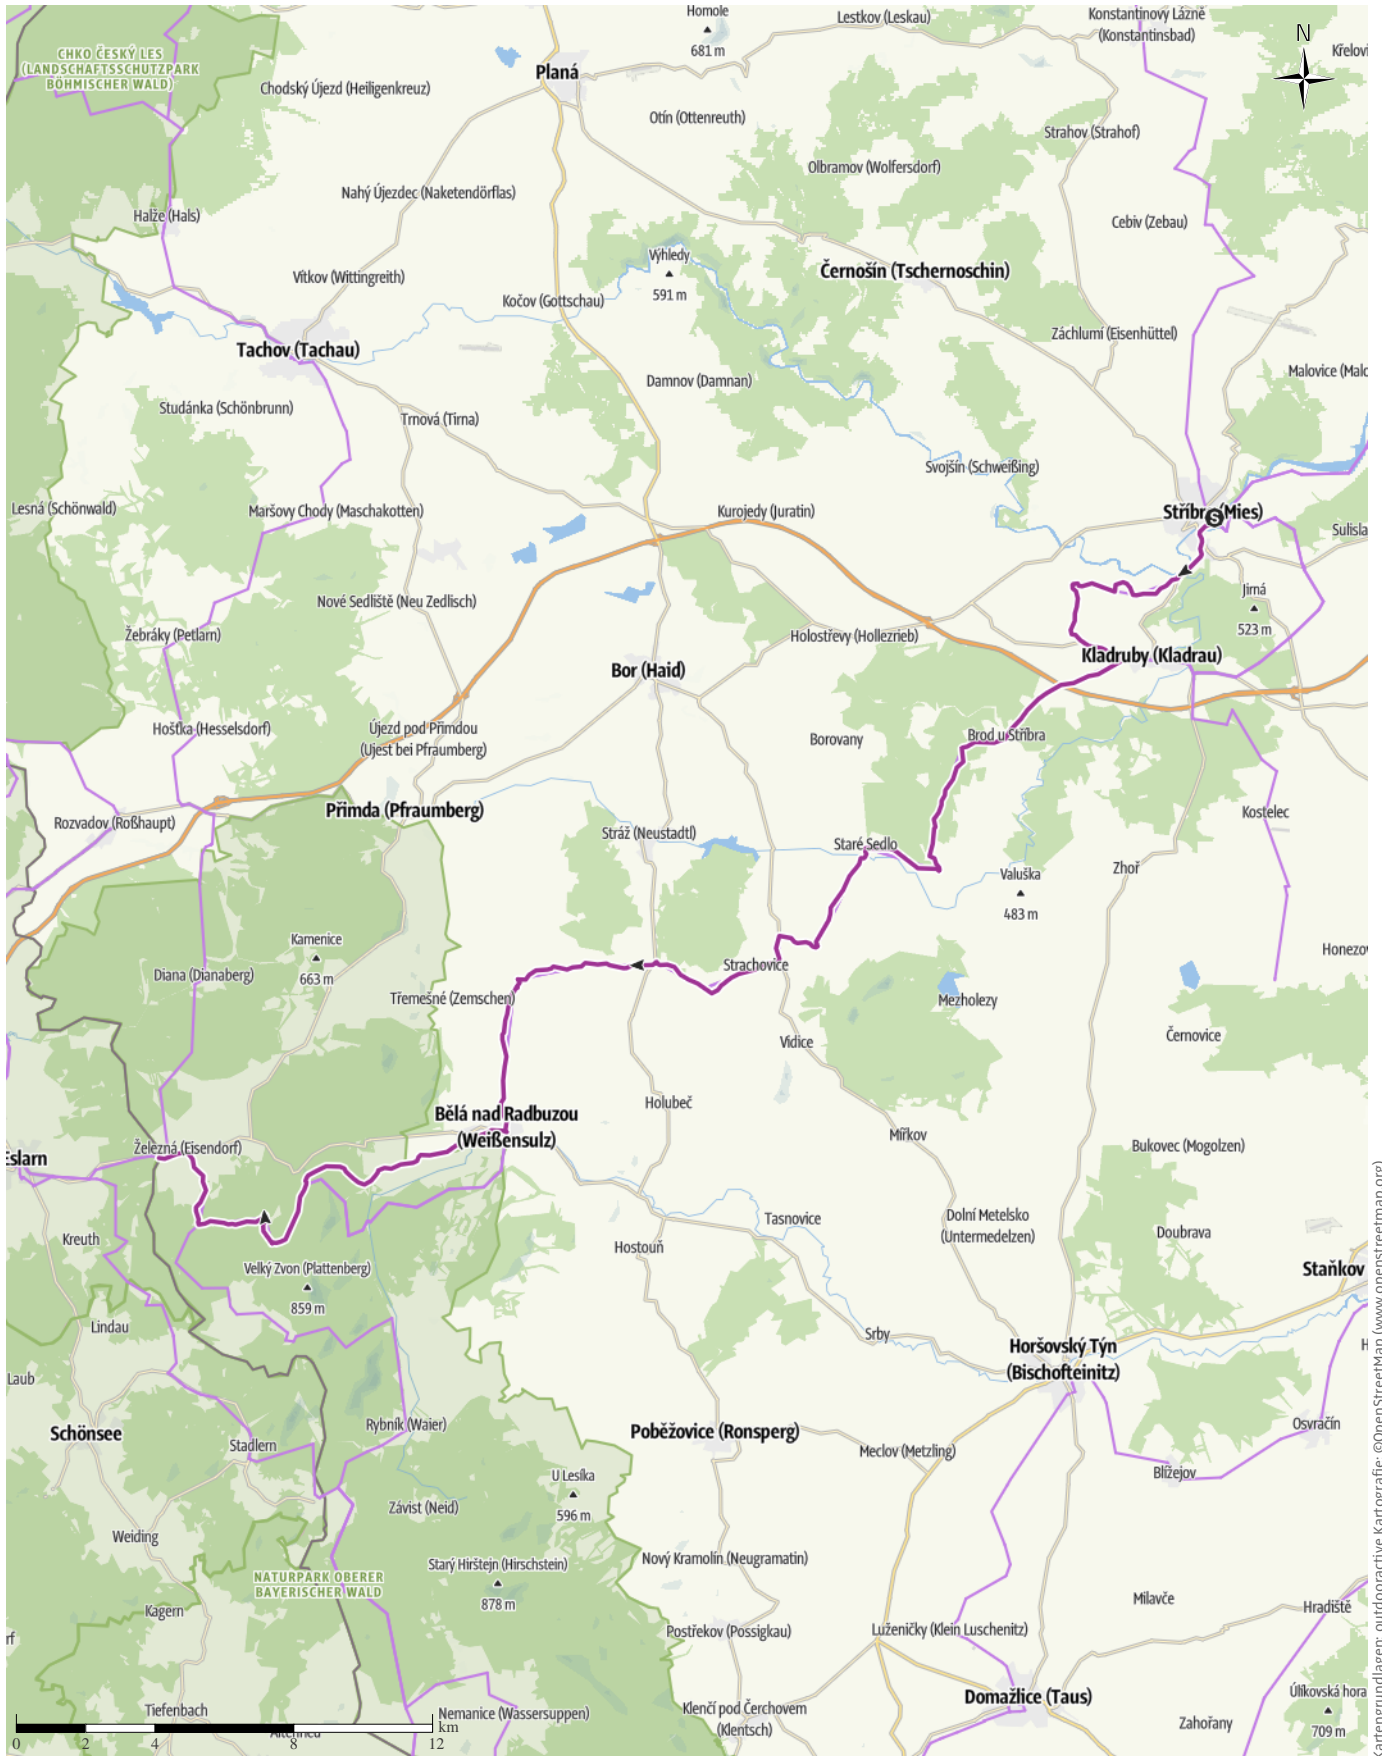 Homole
681 m
Lestkov (Leskau)
Konstantinovy Lázně
(Konstantinsbad)
N
CHKO ČESKÝ LES
(LANDSCHAFTSSCHUTZPARK
BÖHMISCHER WALD)
Planá
Chodský Újezd (Heiligenkreuz)
Otín (Ottenreuth)
Strahov (Strahof)
Olbramov (Wolfersdorf)
Nahý Újezdec (Naketendörflas)
Halže (Hals)
Cebiv (Zebau)
Výhledy
591 m
Černošín (Tschernoschin)
Vítkov (Wittingreith)
Kočov (Gottschau)
Záchlumí (Eisenhüttel)
Tachov (Tachau)
Malovice (Malo
Damnov (Damnan)
Studánka (Schönbrunn)
Trnová (Tirna)
Svojšín (Schweißing)
Lesná (Schönwald)
Maršovy Chody (Maschakotten)
Kurojedy (Juratin)
Stříbro (Mies)
S
Sulisla
Jirná
523 m
Nové Sedliště (Neu Zedlisch)
Žebráky (Petlarn)
Holostřevy (Hollezrieb)
Kladruby (Kladrau)
Bor (Haid)
Hošťka (Hesselsdorf)
Újezd pod Přimdou
(Ujest bei Pfraumberg)
Borovany
Brod u Stříbra
Přimda (Pfraumberg)
Kostelec
Rozvadov (Roßhaupt)
Stráž (Neustadtl)
Staré Sedlo
Zhoř
Valuška
483 m
Kamenice
663 m
Honezov
Diana (Dianaberg)
Strachovice
Třemešné (Zemschen)
Mezholezy
Vidice
Černovice
Holubeč
Bělá nad Radbuzou
(Weißensulz)
Mířkov
Bukovec (Mogolzen)
Železná (Eisendorf)
Eslarn
Tasnovice
Dolní Metelsko
(Untermedelzen)
Doubrava
Kreuth
Hostouň
Velký Zvon (Plattenberg)
859 m
Staňkov
Lindau
Srby
Horšovský Týn
(Bischofteinitz)
Laub
Schönsee
Rybník (Waier)
Poběžovice (Ronsperg)
Osvračín
Stadlern
Meclov (Metzling)
Blížejov
U Lesíka
596 m
Závist (Neid)
Weiding
Nový Kramolín (Neugramatin)
Starý Hirštejn (Hirschstein)
878 m
NATURPARK OBERER
BAYERISCHER WALD
Milavče
Kagern
Hradiště
Postřekov (Possigkau)
Luženičky (Klein Luschenitz)
Domažlice (Taus)
Úlíkovská hora
709 m
Tiefenbach
Nemanice (Wassersuppen)
Klenčí pod Čerchovem
(Klentsch)
Zahořany
Altenried
0 2 4 8 12 km
Kartengrundlagen: outdooractive Kartografie; ©OpenStreetMap (www.openstreetmap.org)